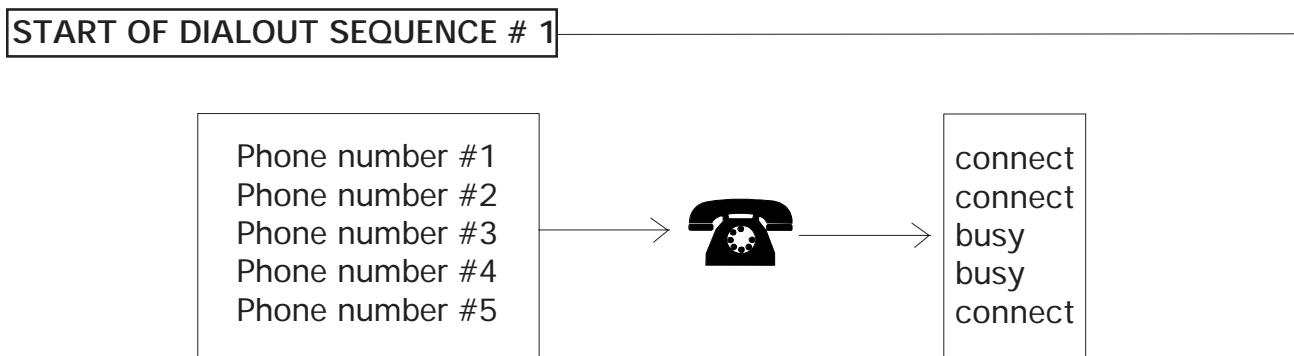 START OF DIALOUT SEQUENCE # 1
Phone number #1
Phone number #2
Phone number #3
Phone number #4
Phone number #5
connect
connect
busy
busy
connect